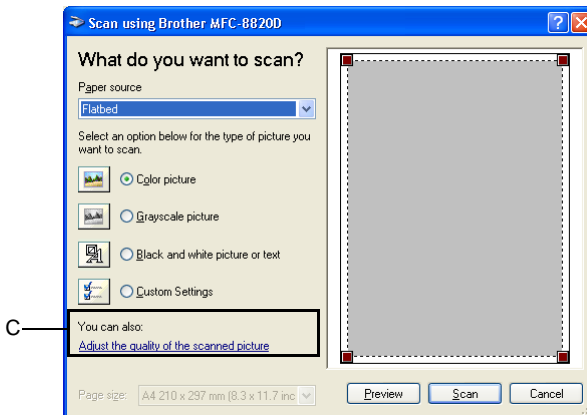 Scan using Brother MFC-8820D
What do you want to scan?
Paper source
Flatbed
Select an option below for the type of picture you
want to scan.
Color picture
Grayscale picture
Black and white picture or text
Custom Settings
C
You can also:
Adjust the quality of the scanned picture
Page size: A4 210 x 297 mm (8.3 x 11.7 inc
Preview Scan Cancel